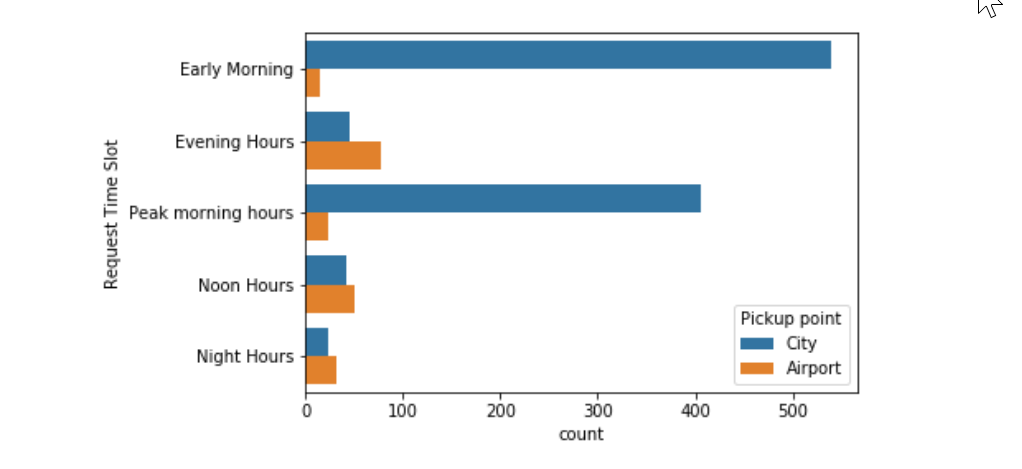 Request Time Slot
Early Morning
Evening Hours
Peak morning hours
Noon Hours
Night Hours
Pickup point
City
Airport
0 100 200 300 400 500
count